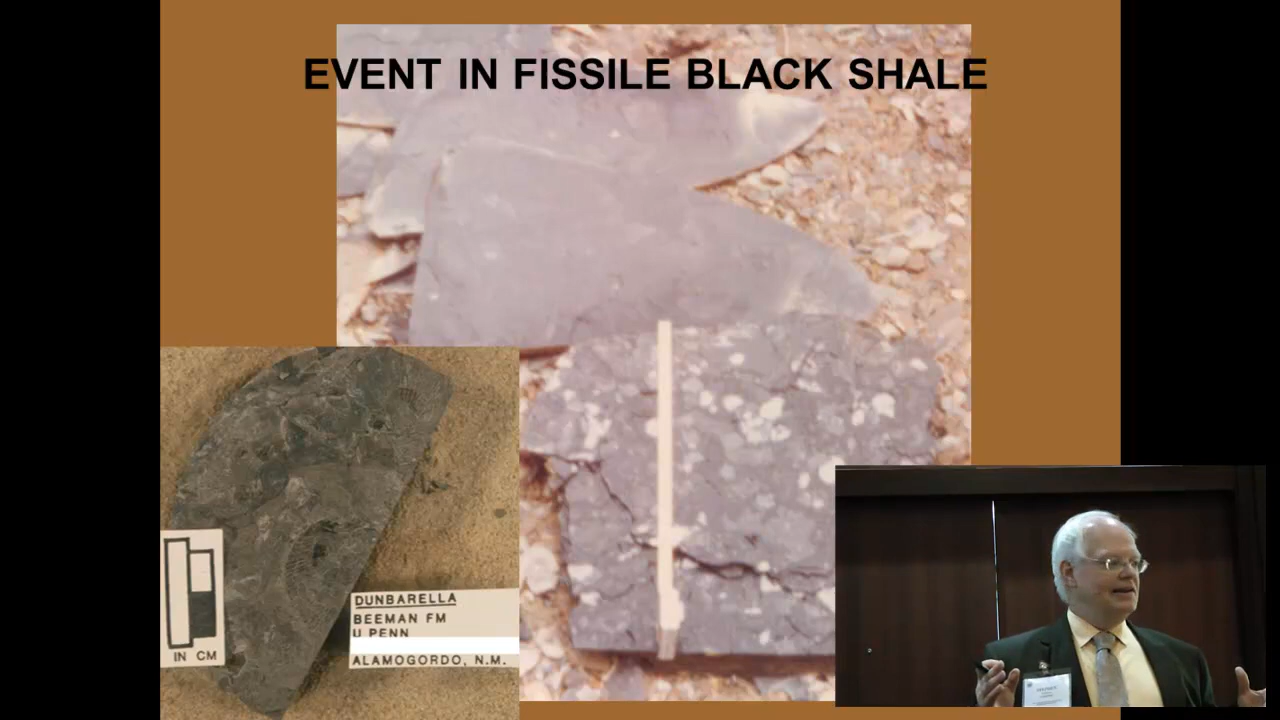 EVENT IN FISSILE BLACK SHALE
DUNBARELLA
BEEMAN FM
U PENN
ALAMOGORDO, N.M.
IN CM